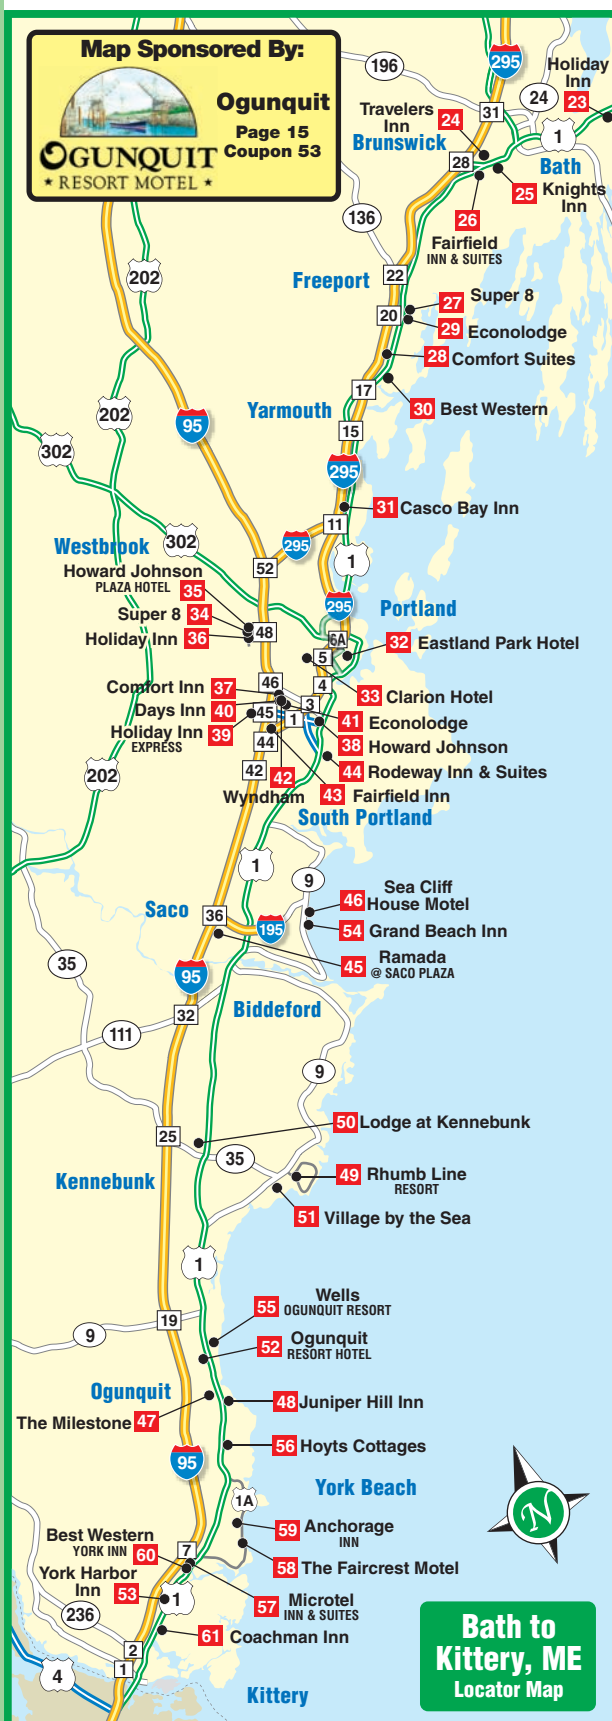 Map Sponsored By:
OGUNQUIT
★ RESORT MOTEL ★
Ogunquit
Page 15
Coupon 53
295
196
Holiday
Inn
23
24
31
Travelers
Inn
24
Brunswick
1
28
Bath
25
Knights
Inn
26
Fairfield
INN & SUITES
136
202
Freeport
22
27
Super 8
20
29
Econolodge
28
Comfort Suites
17
30
Best Western
202
Yarmouth
95
15
302
295
31
Casco Bay Inn
11
302
295
Westbrook
52
1
Howard Johnson
PLAZA HOTEL
35
295
Portland
Super 8
34
48
6A
Holiday Inn
36
32
Eastland Park Hotel
5
46
4
Comfort Inn
37
33
Clarion Hotel
Days Inn
40
3
45
1
41
Econolodge
Holiday Inn
EXPRESS
39
38
Howard Johnson
44
42
42
44
Rodeway Inn & Suites
202
Wyndham
43
Fairfield Inn
South Portland
1
9
Sea Cliff
House Motel
46
Saco
36
195
54
Grand Beach Inn
35
45
Ramada
@ SACO PLAZA
95
Biddeford
32
111
9
50
Lodge at Kennebunk
25
35
49
Rhumb Line
RESORT
Kennebunk
51
Village by the Sea
1
55
Wells
OGUNQUIT RESORT
19
9
52
Ogunquit
RESORT HOTEL
Ogunquit
48
Juniper Hill Inn
The Milestone
47
56
Hoyts Cottages
95
York Beach
1A
N
59
Anchorage
INN
Best Western
YORK INN
60
7
58
The Faircrest Motel
York Harbor
Inn
53
1
57
Microtel
INN & SUITES
236
61
Coachman Inn
2
1
4
Kittery
Bath to
Kittery, ME
Locator Map